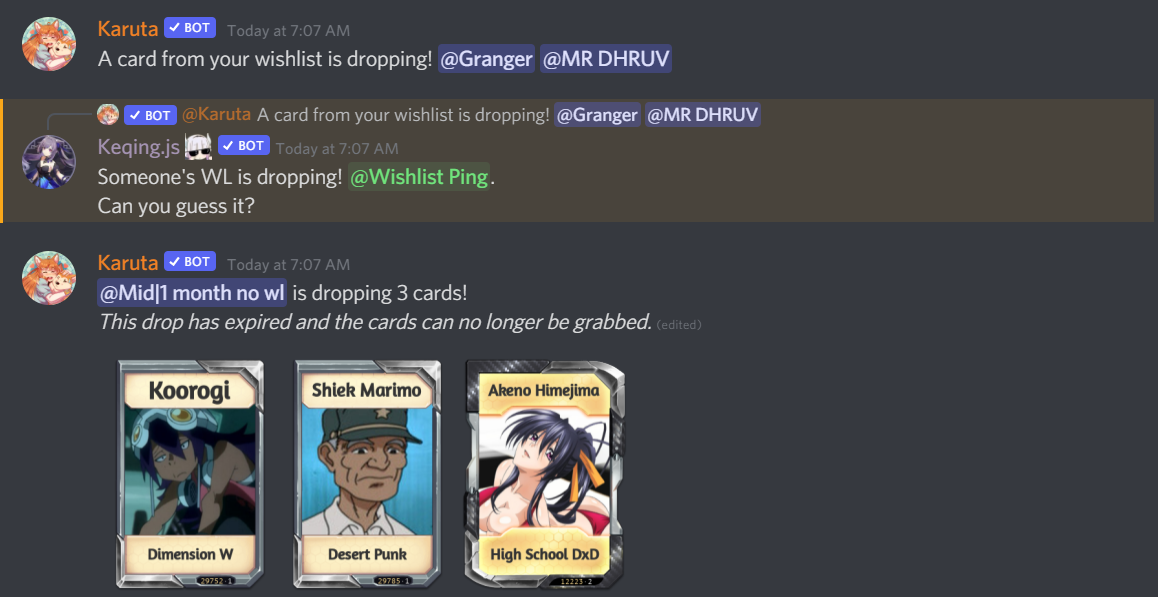 Karuta ✓ BOT Today at 7:07 AM
A card from your wishlist is dropping! @Granger @MR DHRUV
✓ BOT @Karuta A card from your wishlist is dropping! @Granger @MR DHRUV
Keqing.js ✓ BOT Today at 7:07 AM
Someone's WL is dropping! @Wishlist Ping.
Can you guess it?
Karuta ✓ BOT Today at 7:07 AM
@Mid|1 month no wl is dropping 3 cards!
This drop has expired and the cards can no longer be grabbed. (edited)
Koorogi
Dimension W
29752·1
Shiek Marimo
Desert Punk
29785·1
Akeno Himejima
High School DxD
12223·2